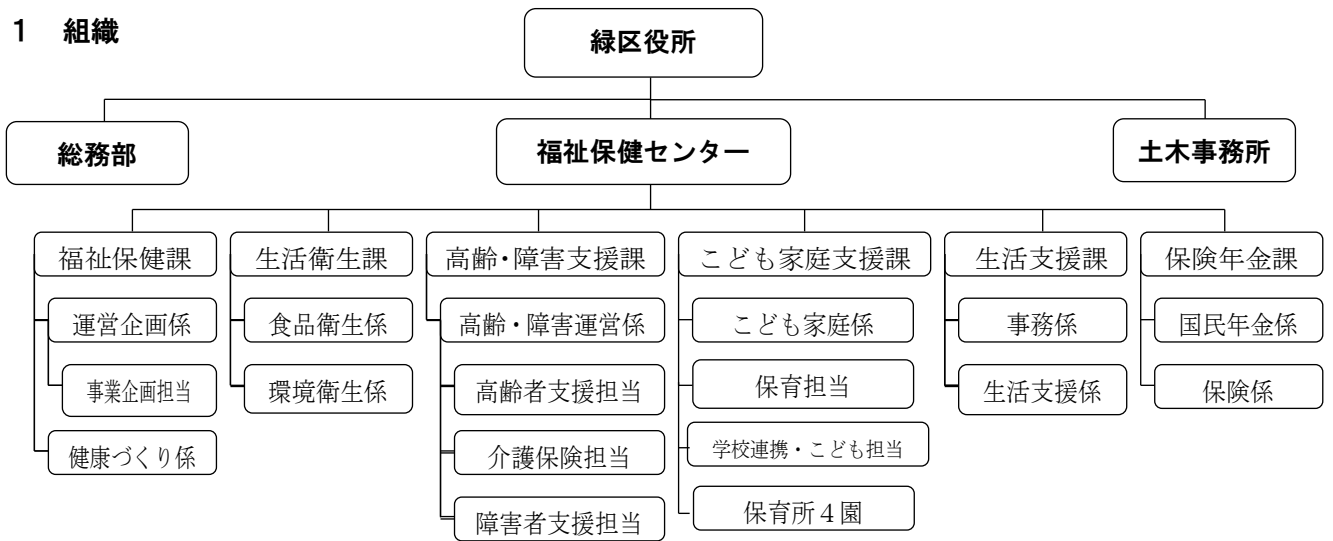 1 組織
緑区役所
総務部
福祉保健センター
土木事務所
福祉保健課
生活衛生課
高齢・障害支援課
こども家庭支援課
生活支援課
保険年金課
運営企画係
食品衛生係
高齢・障害運営係
こども家庭係
事務係
国民年金係
事業企画担当
環境衛生係
高齢者支援担当
保育担当
生活支援係
保険係
健康づくり係
介護保険担当
学校連携・こども担当
障害者支援担当
保育所4園